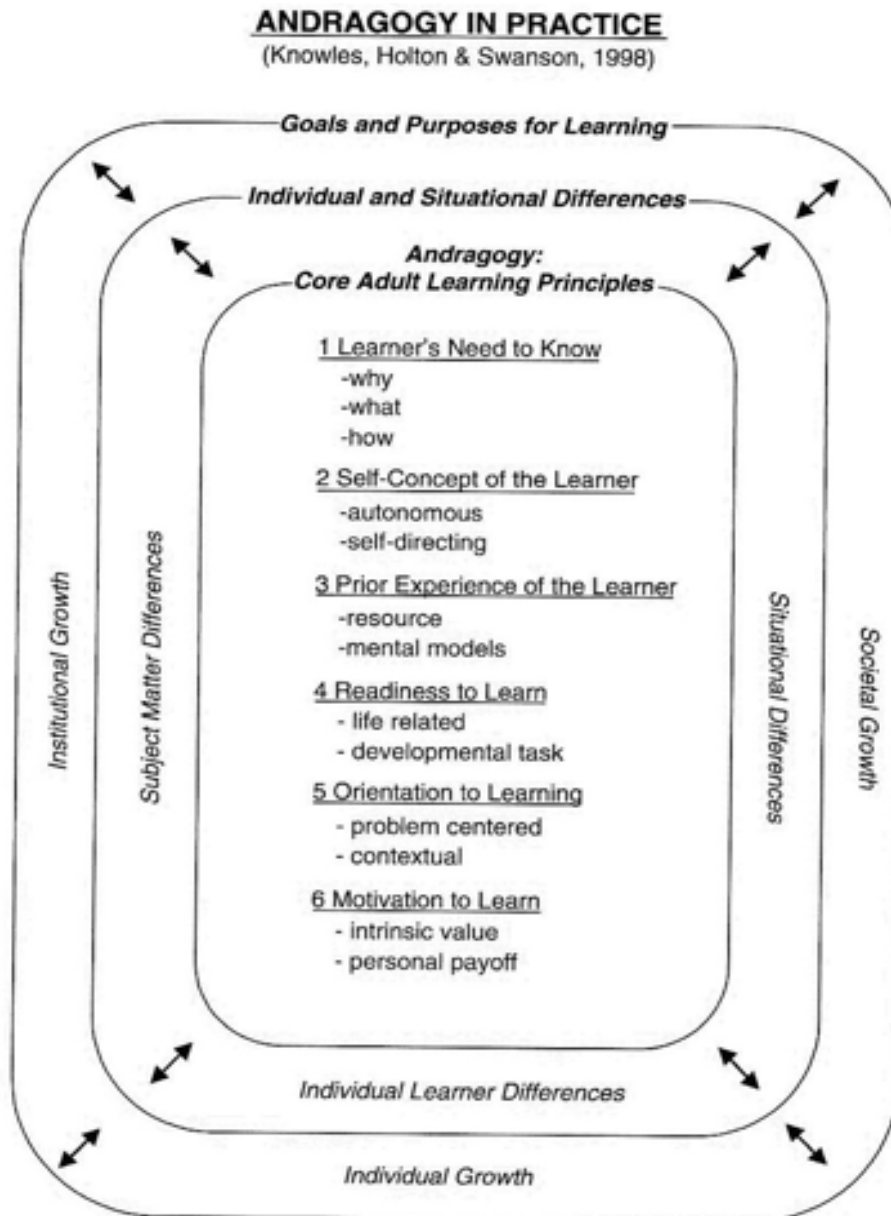 ANDRAGOGY IN PRACTICE
(Knowles, Holton & Swanson, 1998)
Goals and Purposes for Learning
Individual and Situational Differences
Andragogy:
Core Adult Learning Principles
1 Learner's Need to Know
-why
-what
-how
2 Self-Concept of the Learner
-autonomous
-self-directing
3 Prior Experience of the Learner
-resource
-mental models
4 Readiness to Learn
- life related
- developmental task
5 Orientation to Learning
- problem centered
- contextual
6 Motivation to Learn
- intrinsic value
- personal payoff
Institutional Growth
Subject Matter Differences
Situational Differences
Societal Growth
Individual Learner Differences
Individual Growth